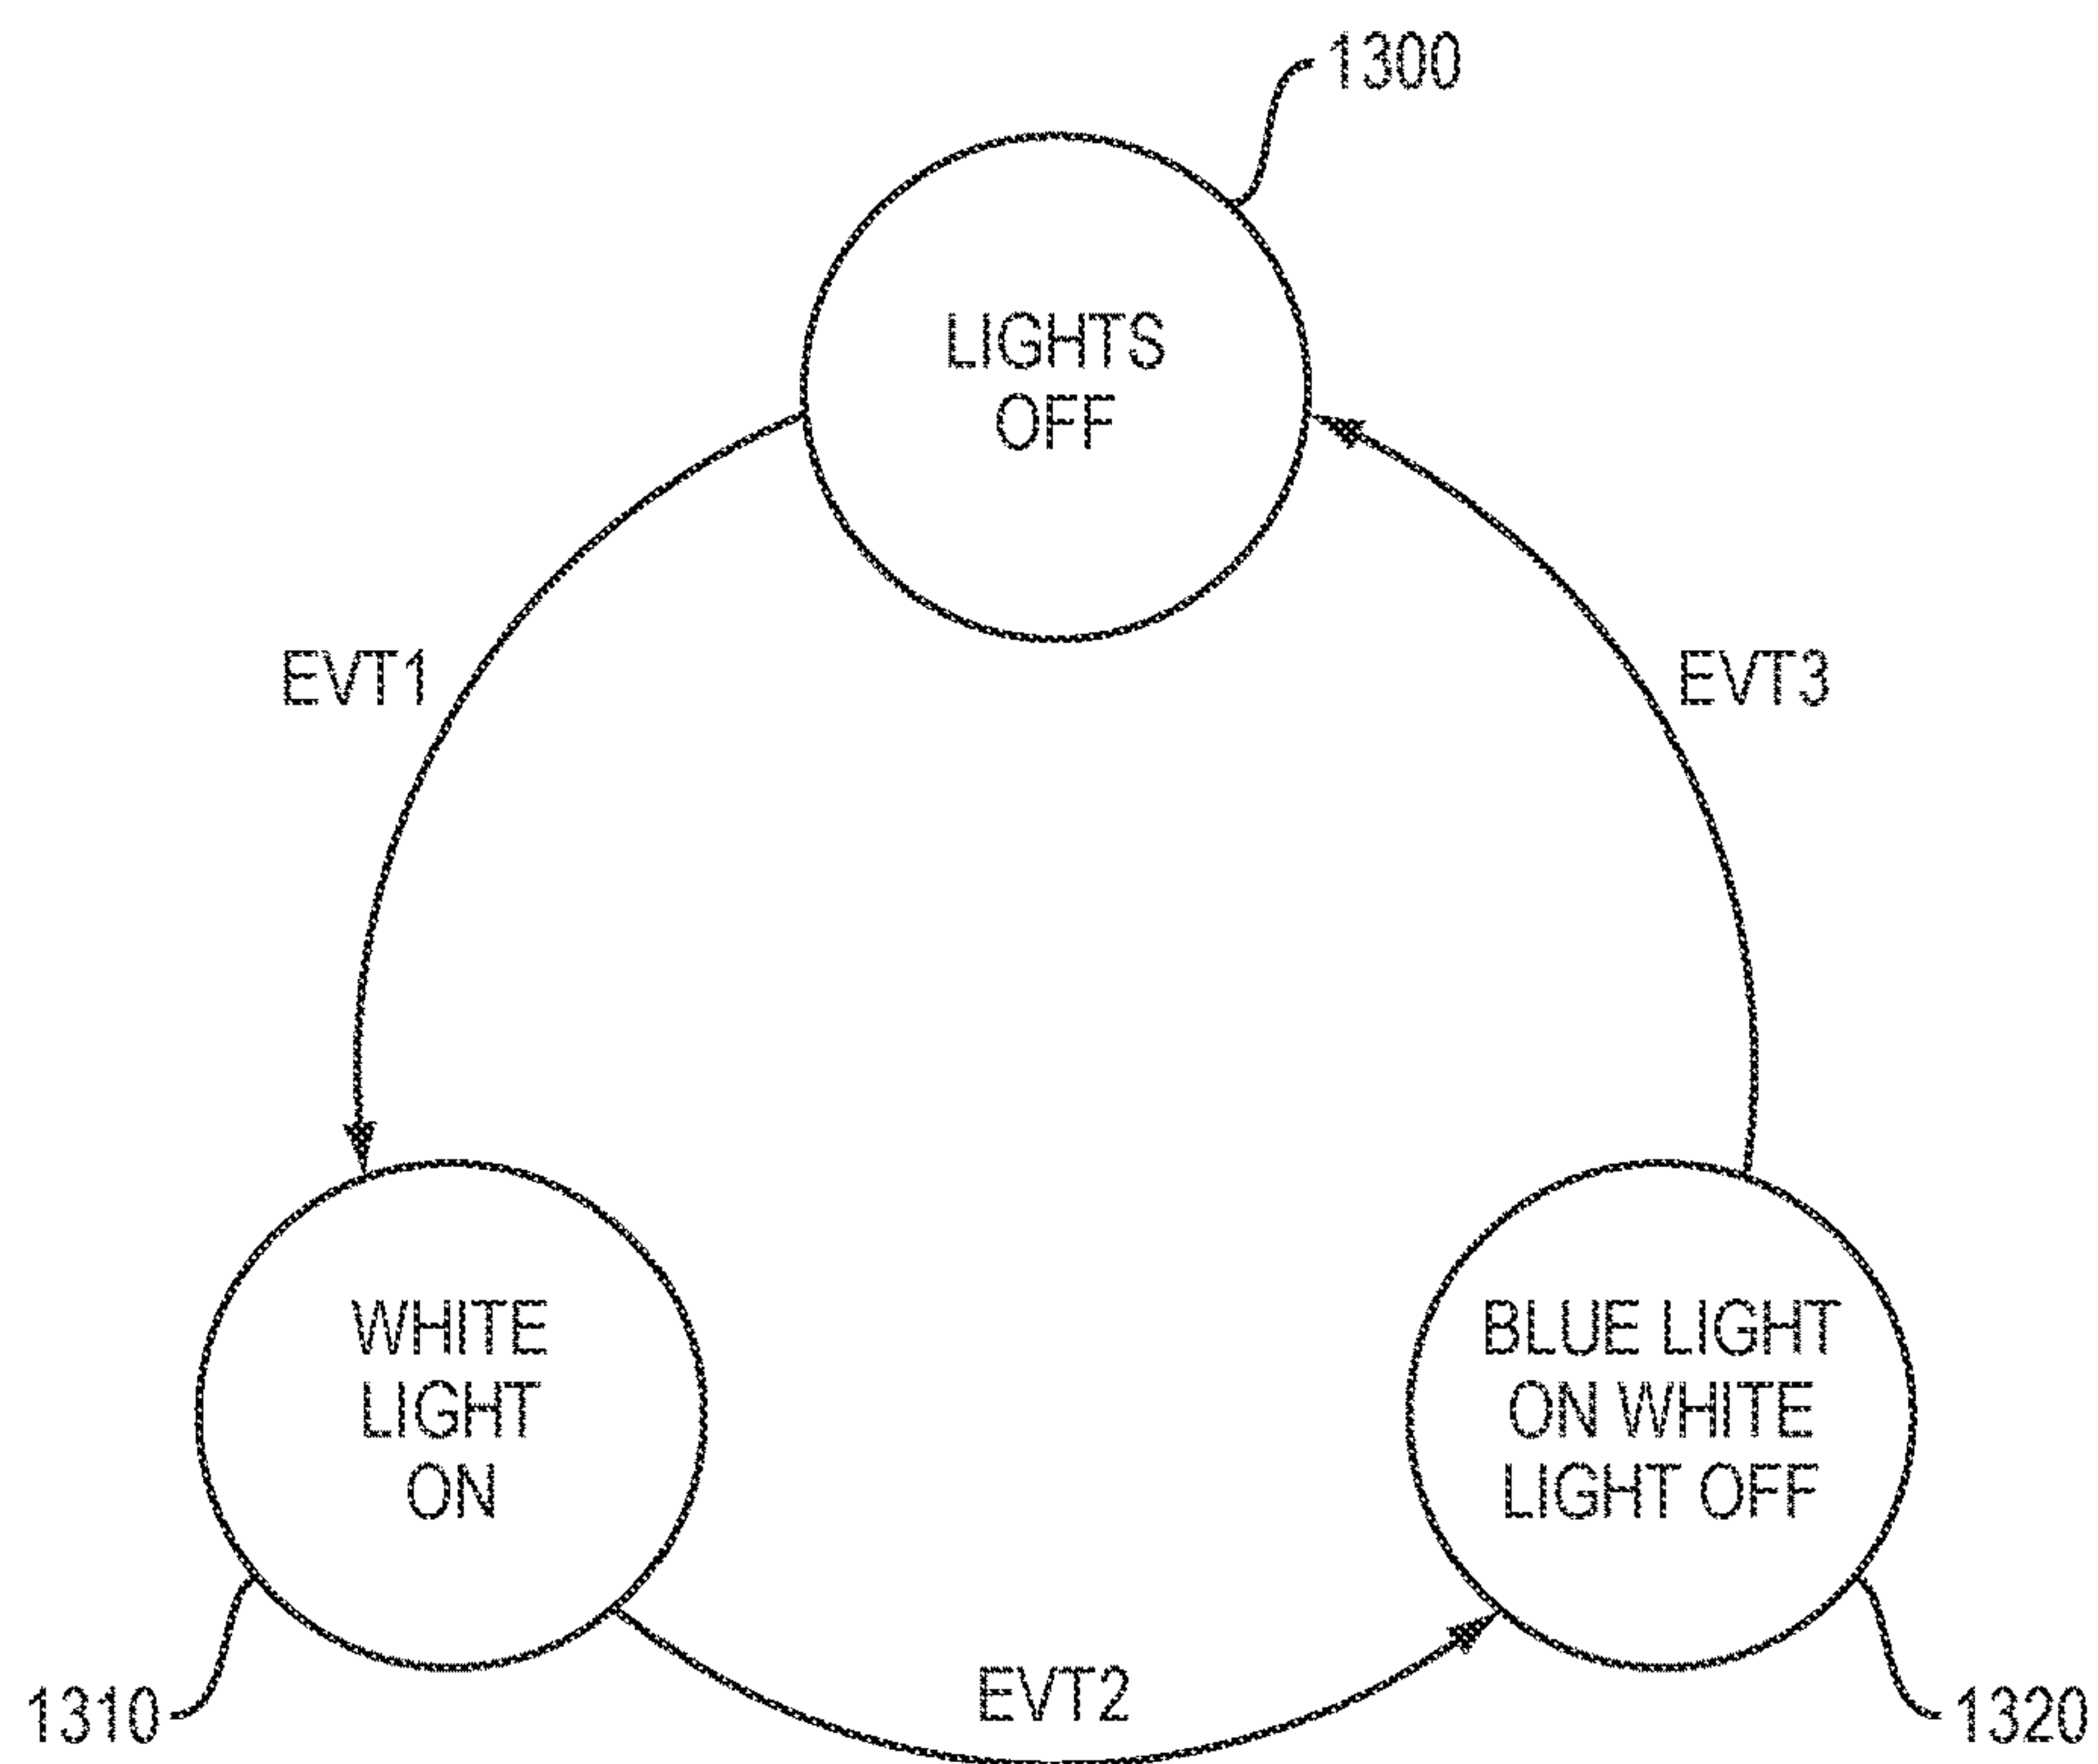 1300
LIGHTS
OFF
EVT1
EVT3
WHITE
LIGHT
ON
BLUE LIGHT
ON WHITE
LIGHT OFF
1310
EVT2
1320